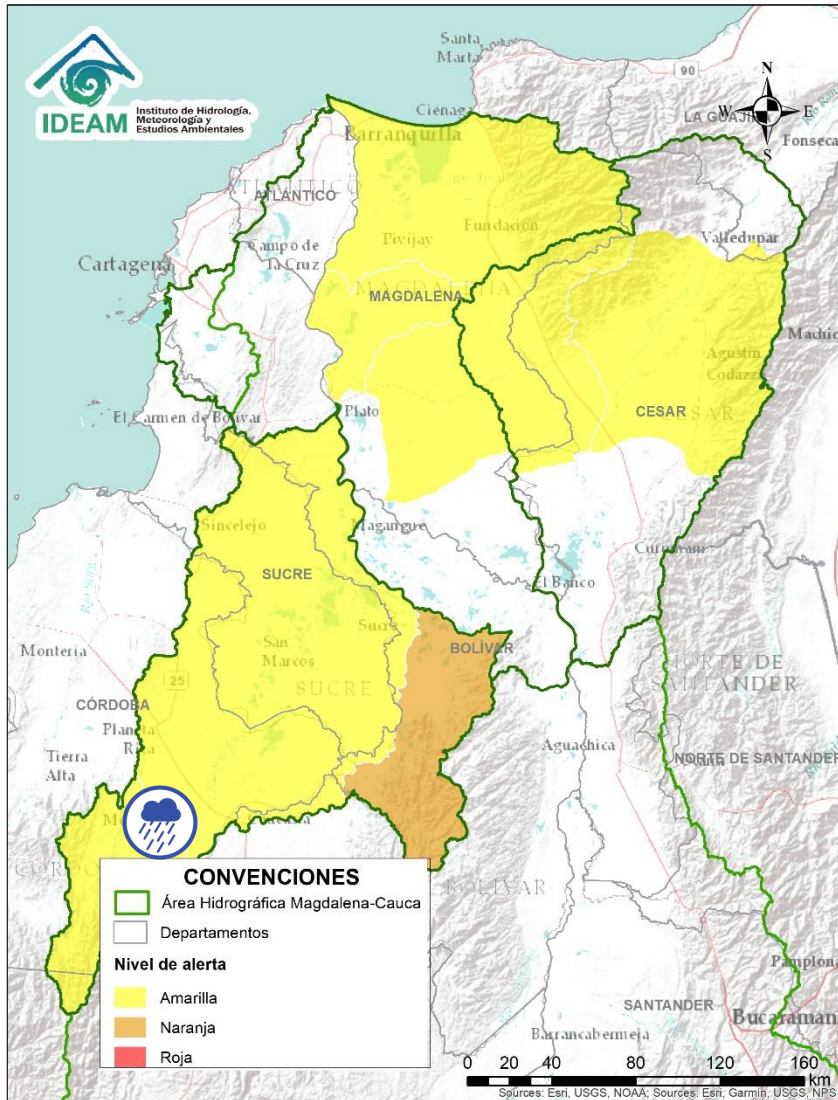 Santa
Marta
90
N
IDEAM
Instituto de Hidrología,
Meteorología y
Estudios Ambientales
Ciénaga
W
E
LA GUAJI
Barranquilla
S
Fonseca
ATLÁNTICO
Fundación
Pivijay
Valledupar
Campo de
la Cruz
Cartagena
MAGDALENA
Agustín
Codazzi
El Carmen de Bolívar
Plato
CESAR
Sincelejo
Magangue
Curumaní
SUCRE
El Banco
Sucre
BOLÍVAR
Montería
San
Marcos
SUCRE
NORTE DE
SANTANDER
25
CÓRDOBA
Planeta
Rica
Aguachica
NORTE DE SANTANDER
Tierra
Alta
CONVENCIONES
Área Hidrográfica Magdalena-Cauca
Departamentos
BOLÍVAR
Nivel de alerta
Amarilla
Naranja
Roja
Pamplona
SANTANDER
Bucaraman
Barrancabermeja
0 20 40 80 120 160
km
Sources: Esri, USGS, NOAA; Sources: Esri, Garmin, USGS, NPS